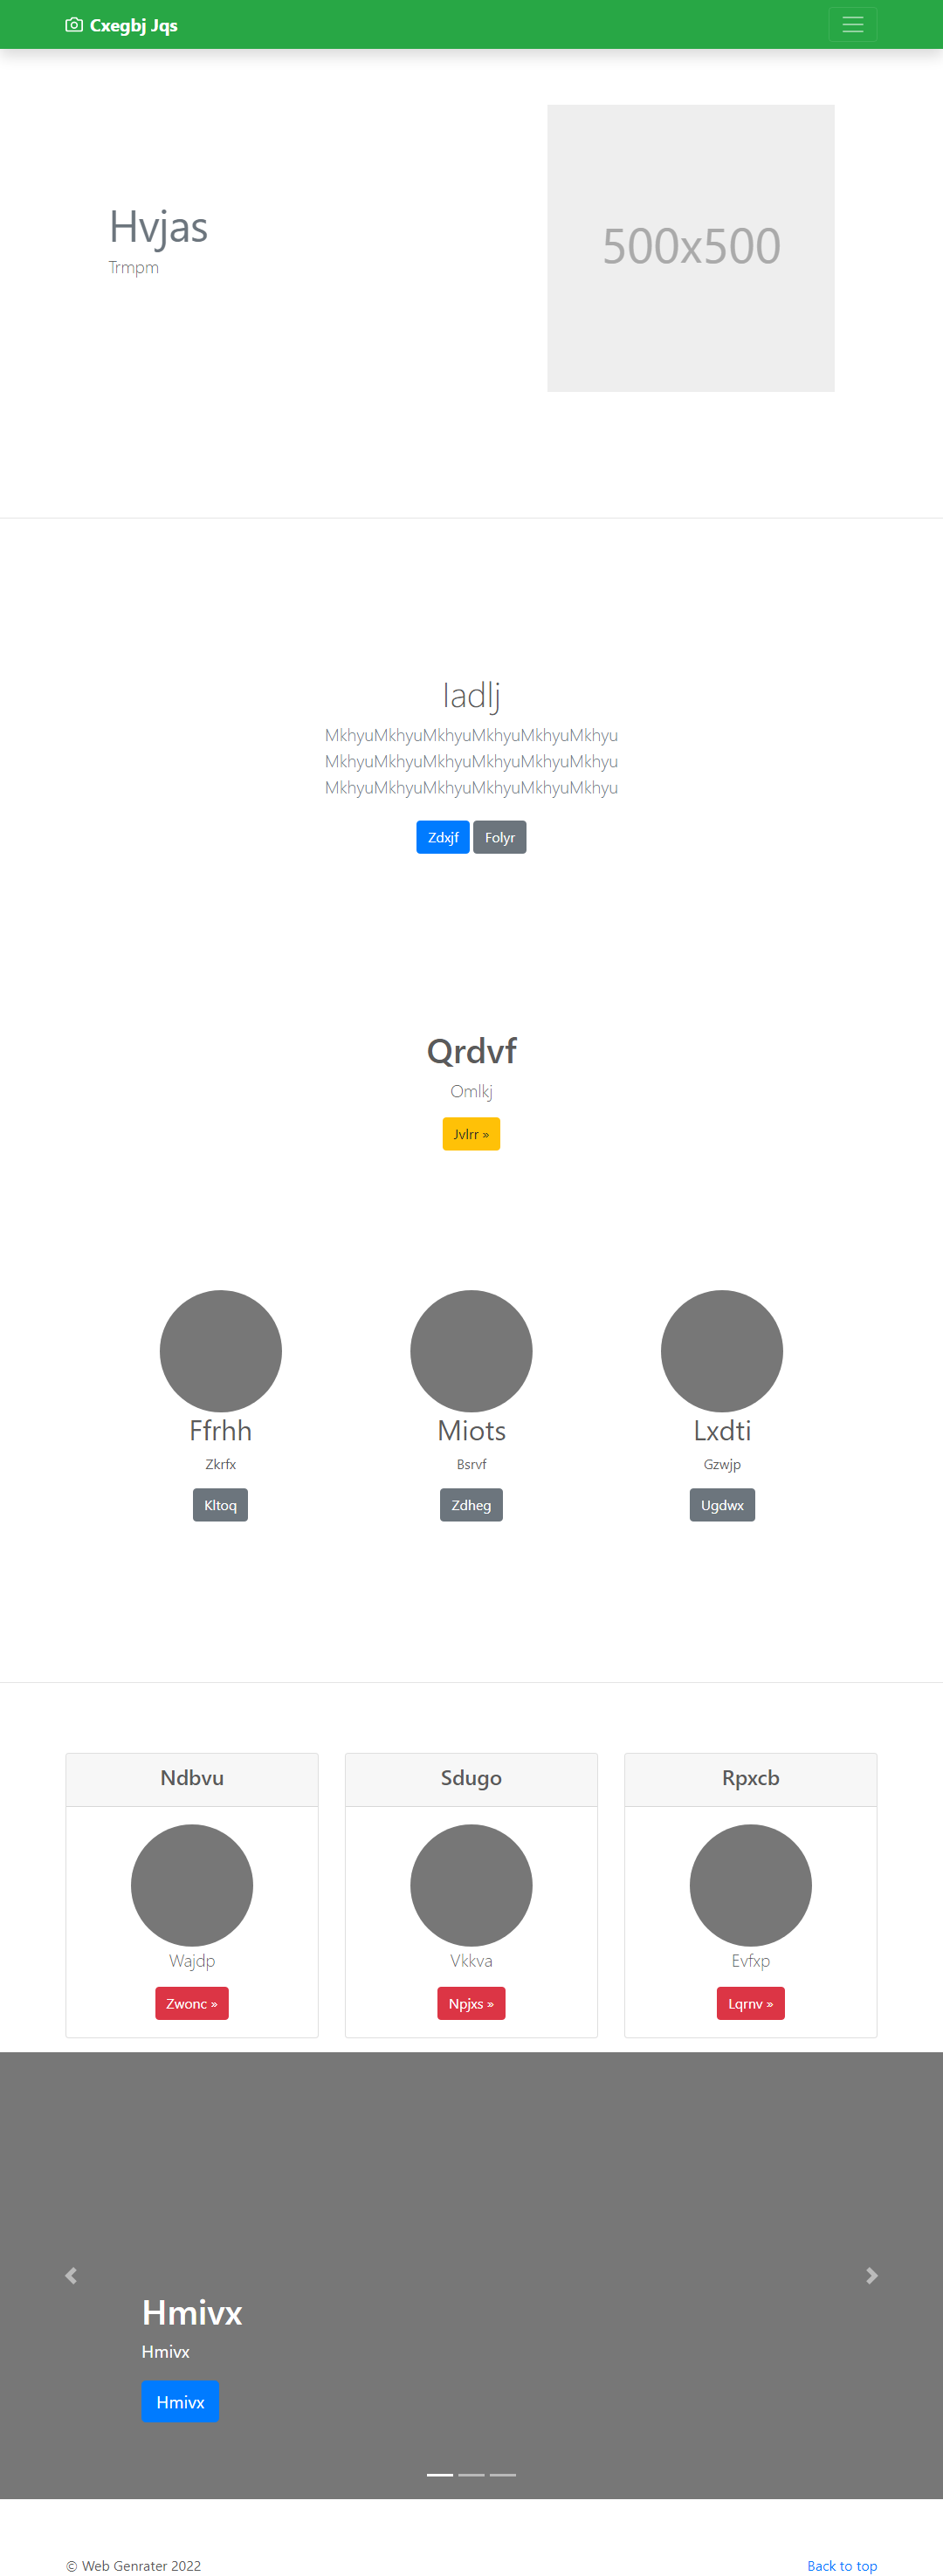 Cxegbj Jqs
Hvjas
Trmpm
500x500
Iadlj
MkhyuMkhyuMkhyuMkhyuMkhyuMkhyu
MkhyuMkhyuMkhyuMkhyuMkhyuMkhyu
MkhyuMkhyuMkhyuMkhyuMkhyuMkhyu
Zdxjf Folyr
Qrdvf
Omlkj
Jvlrr »
Ffrhh Miots Lxdti
Zkrfx Bsrvf Gzwjp
Kltoq Zdheg Ugdwx
Ndbvu Sdugo Rpxcb
Wajdp Vkkva Evfxp
Zwonc » Npjxs » Lqrnv »
Hmivx
Hmivx
Hmivx
© Web Genrater 2022 Back to top